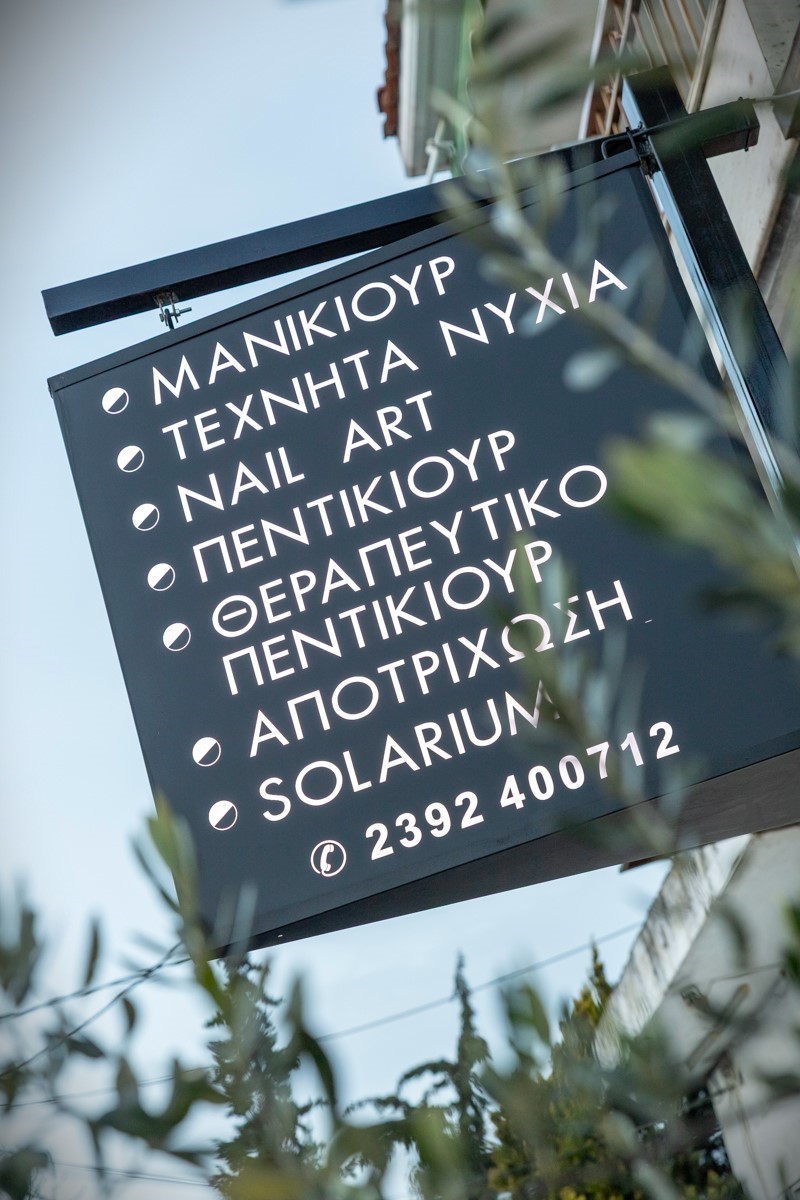 ΜΑΝΙΚΙΟΥΡ
ΤΕΧΝΗΤΑ ΝΥΧΙΑ
NAIL ART
ΠΕΝΤΙΚΙΟΥΡ
ΘΕΡΑΠΕΥΤΙΚΟ
ΠΕΝΤΙΚΙΟΥΡ
ΑΠΟΤΡΙΧΩΣΗ
SOLARIUM
2392 400712